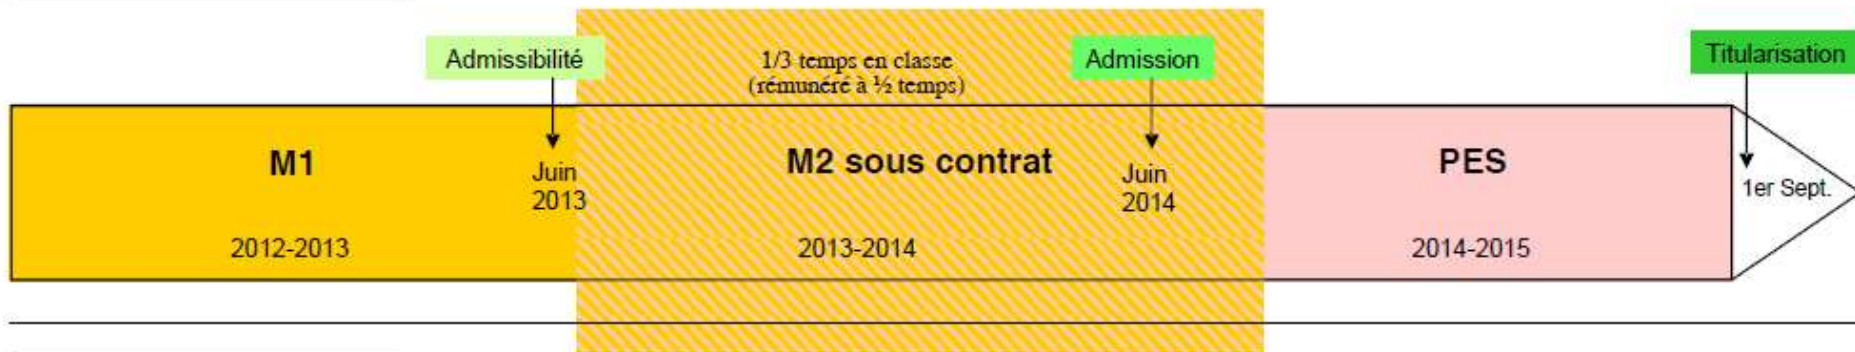 Admissibilité
1/3 temps en classe
(rémunéré à ½ temps)
Admission
Titularisation
M1
Juin
2013
M2 sous contrat
Juin
2014
PES
1er Sept.
2012-2013
2013-2014
2014-2015